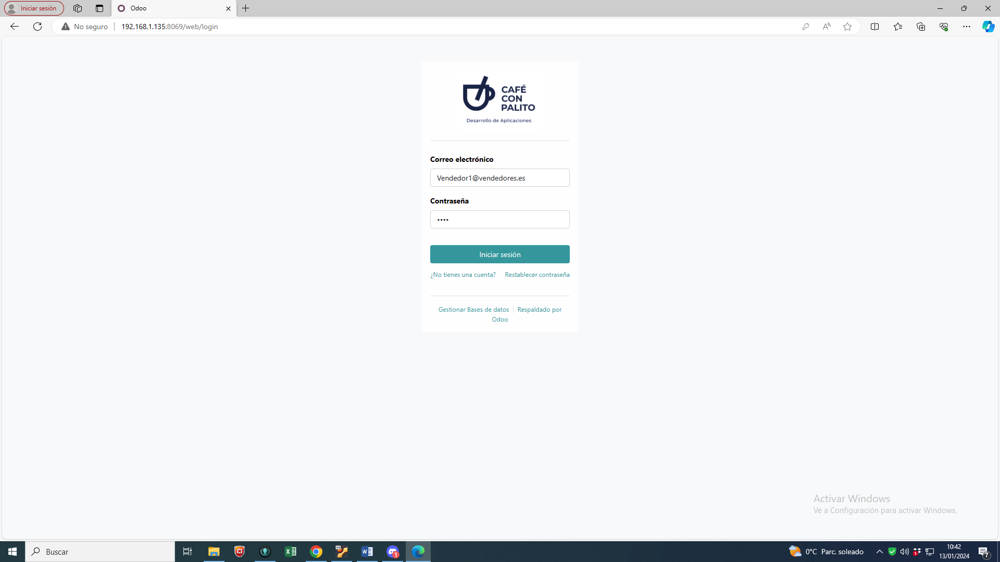 Iniciar sesión
Odoo
No seguro
192.168.1.135:8069/web/login
CAFÉ
CON
PALITO
Desarrollo de Aplicaciones
Correo electrónico
Vendedor1@vendedores.es
Contraseña
••••
Iniciar sesión
¿No tienes una cuenta?
Restablecer contraseña
Gestionar Bases de datos
Respaldado por
Odoo
Activar Windows
Ve a Configuración para activar Windows.
Buscar
0°C Parc. soleado
10:42
13/01/2024
7